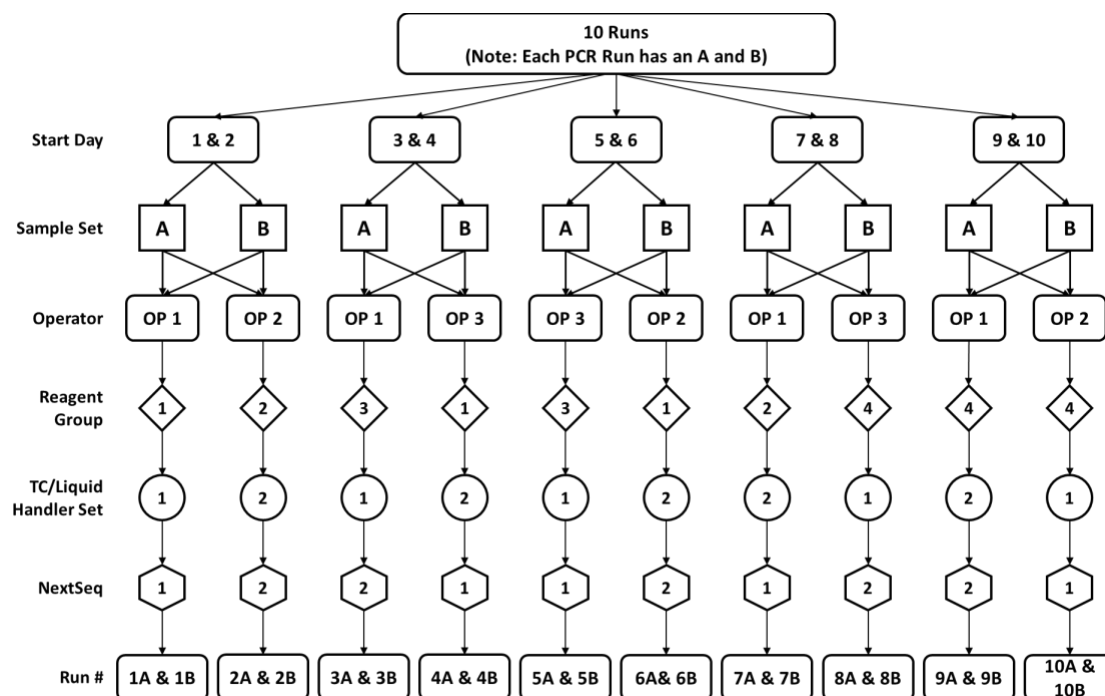 10 Runs
(Note: Each PCR Run has an A and B)
Start Day
1 & 2
3 & 4
5 & 6
7 & 8
9 & 10
Sample Set
A
B
A
B
A
B
A
B
A
B
Operator
OP 1
OP 2
OP 1
OP 3
OP 3
OP 2
OP 1
OP 3
OP 1
OP 2
Reagent
Group
1
2
3
1
3
1
2
4
4
4
TC/Liquid
Handler Set
1
2
1
2
1
2
2
1
2
1
NextSeq
1
2
2
1
1
2
1
2
2
1
Run #
1A & 1B
2A & 2B
3A & 3B
4A & 4B
5A & 5B
6A& 6B
7A & 7B
8A & 8B
9A & 9B
10A &
10B